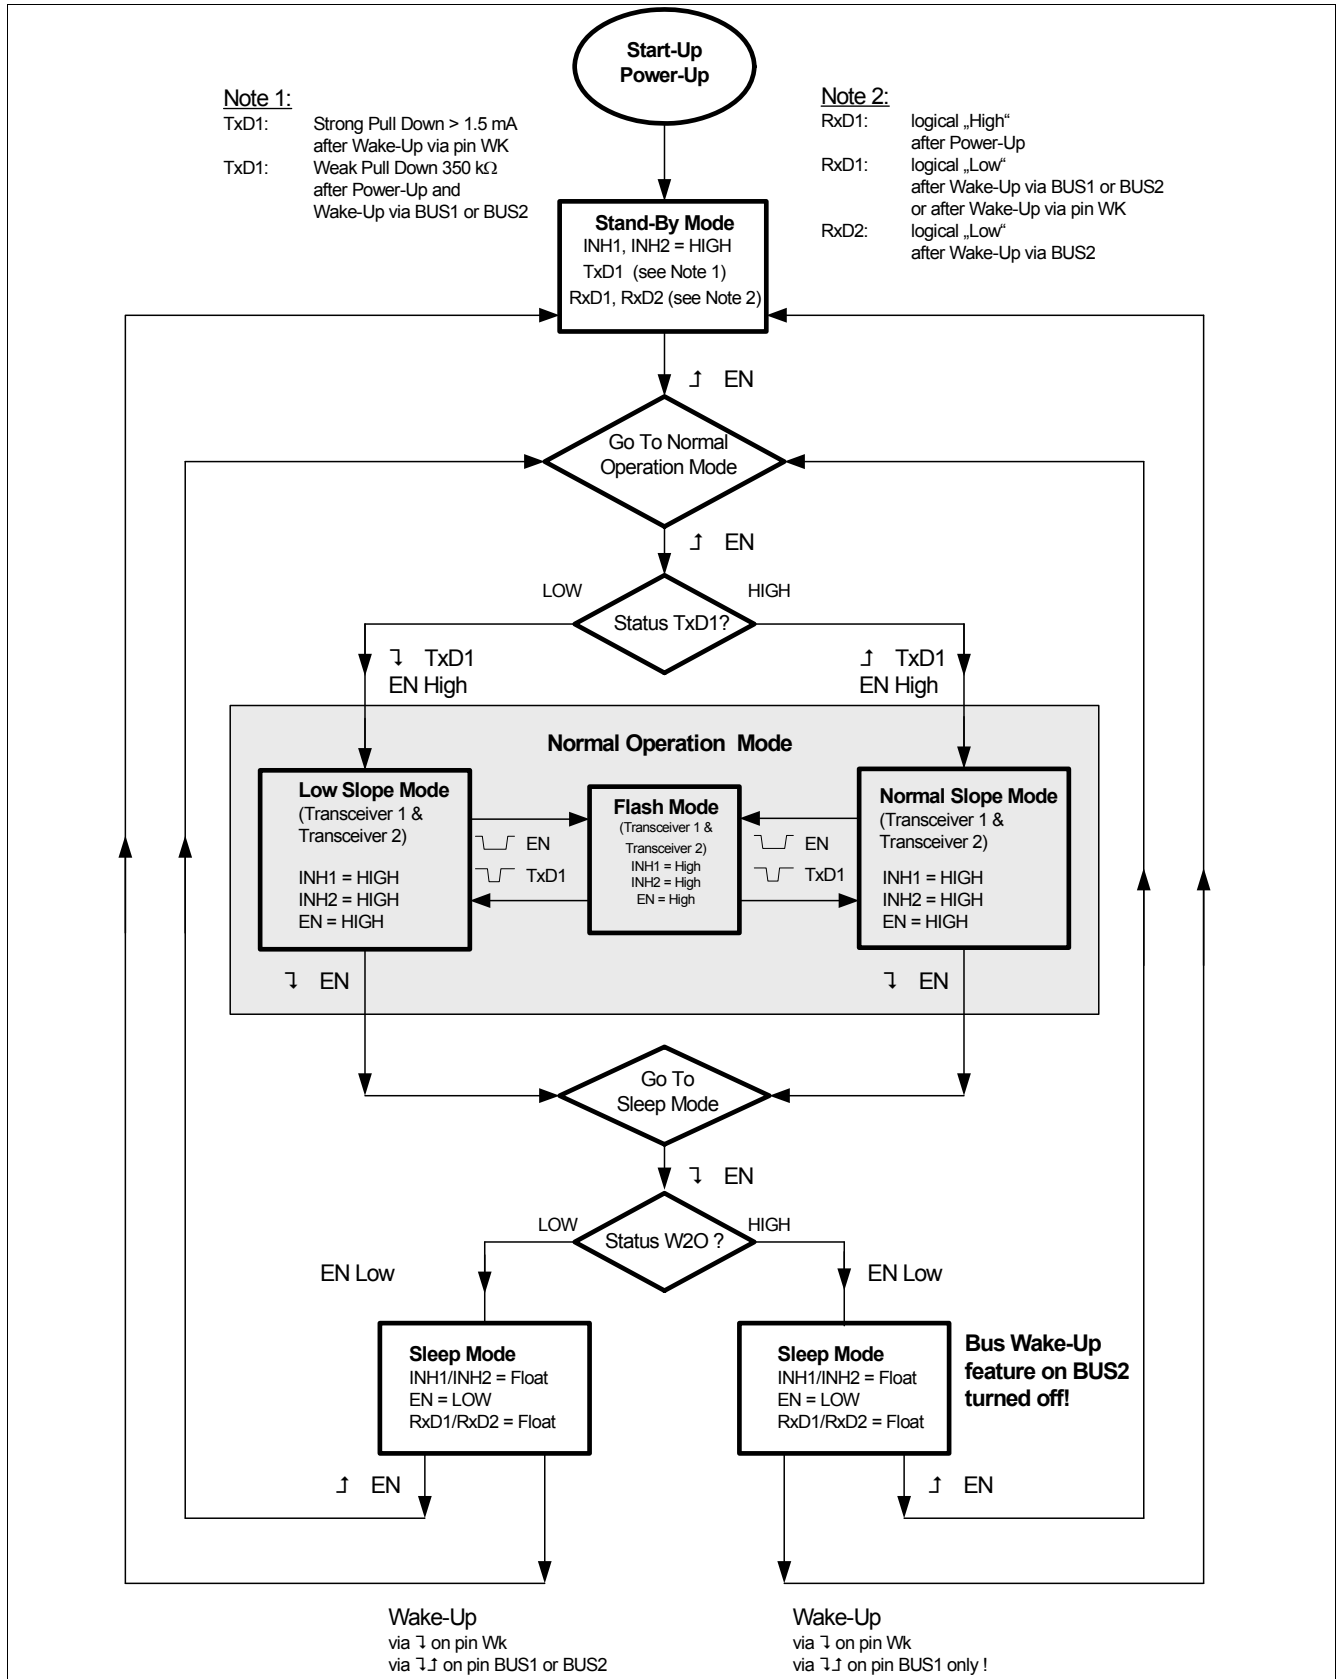 Start-Up
Power-Up
Note 1:
TxD1: Strong Pull Down > 1.5 mA
after Wake-Up via pin WK
TxD1: Weak Pull Down 350 kΩ
after Power-Up and
Wake-Up via BUS1 or BUS2
Note 2:
RxD1: logical „High“
after Power-Up
RxD1: logical „Low“
after Wake-Up via BUS1 or BUS2
or after Wake-Up via pin WK
RxD2: logical „Low“
after Wake-Up via BUS2
Stand-By Mode
INH1, INH2 = HIGH
TxD1 (see Note 1)
RxD1, RxD2 (see Note 2)
EN
Go To Normal
Operation Mode
EN
LOW
HIGH
Status TxD1?
TxD1
EN High
TxD1
EN High
Normal Operation Mode
Low Slope Mode
(Transceiver 1 &
Transceiver 2)
INH1 = HIGH
INH2 = HIGH
EN = HIGH
EN
TxD1
Flash Mode
(Transceiver 1 &
Transceiver 2)
INH1 = High
INH2 = High
EN = High
EN
TxD1
Normal Slope Mode
(Transceiver 1 &
Transceiver 2)
INH1 = HIGH
INH2 = HIGH
EN = HIGH
EN
EN
Go To
Sleep Mode
EN
LOW
HIGH
Status W2O ?
EN Low
EN Low
Sleep Mode
INH1/INH2 = Float
EN = LOW
RxD1/RxD2 = Float
Sleep Mode
INH1/INH2 = Float
EN = LOW
RxD1/RxD2 = Float
Bus Wake-Up
feature on BUS2
turned off!
EN
EN
Wake-Up
via ↴ on pin Wk
via ↴⮥ on pin BUS1 or BUS2
Wake-Up
via ↴ on pin Wk
via ↴⮥ on pin BUS1 only !